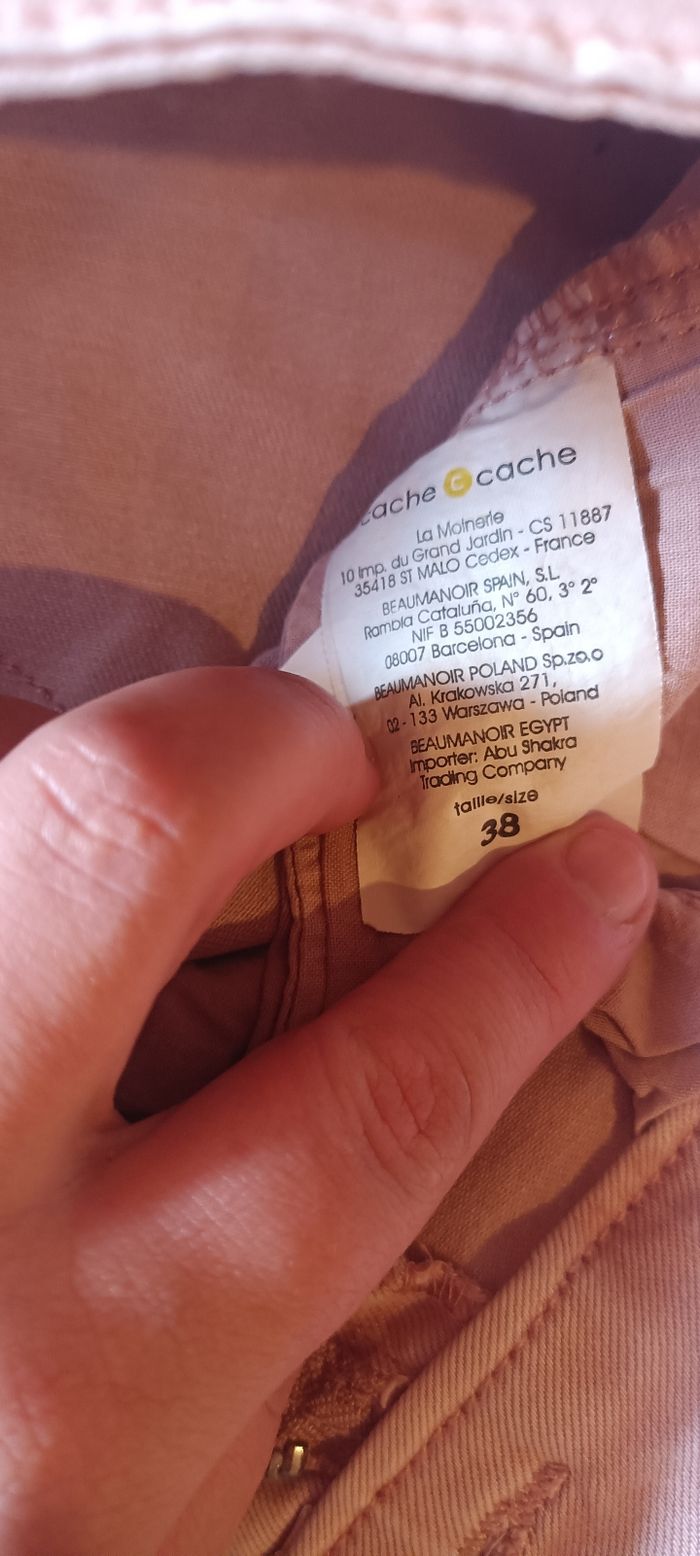 cache c cache
La Moinerie
10 Imp. du Grand Jardin - CS 11887
35418 ST MALO Cedex - France
BEAUMANOIR SPAIN, S.L.
Rambla Cataluña, N° 60, 3° 2°
NIF B 55002356
08007 Barcelona - Spain
BEAUMANOIR POLAND Sp.zo.o
Al. Krakowska 271,
02-133 Warszawa - Poland
BEAUMANOIR EGYPT
Importer: Abu Shakra
Trading Company
taille/size
38